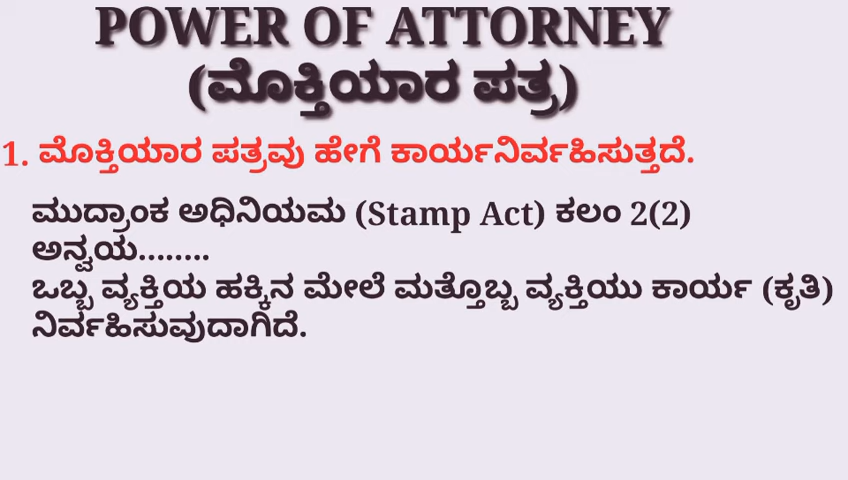 POWER OF ATTORNEY
(ಮೊಕ್ತಿಯಾರ ಪತ್ರ)
1. ಮೊಕ್ತಿಯಾರ ಪತ್ರವು ಹೇಗೆ ಕಾರ್ಯನಿರ್ವಹಿಸುತ್ತದೆ.
ಮುದ್ರಾಂಕ ಅಧಿನಿಯಮ (Stamp Act) ಕಲಂ 2(2)
ಅನ್ವಯ........
ಒಬ್ಬ ವ್ಯಕ್ತಿಯ ಹಕ್ಕಿನ ಮೇಲೆ ಮತ್ತೊಬ್ಬ ವ್ಯಕ್ತಿಯು ಕಾರ್ಯ (ಕೃತಿ)
ನಿರ್ವಹಿಸುವುದಾಗಿದೆ.